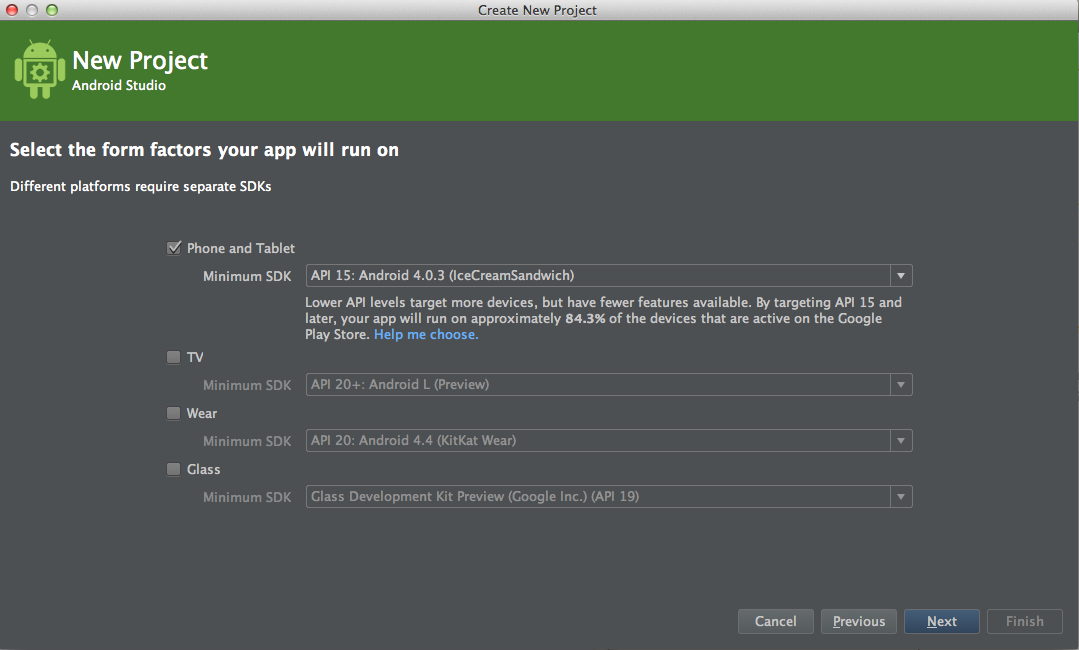 Create New Project
New Project
Android Studio
Select the form factors your app will run on
Different platforms require separate SDKs
Phone and Tablet
Minimum SDK API 15: Android 4.0.3 (IceCreamSandwich)
Lower API levels target more devices, but have fewer features available. By targeting API 15 and
later, your app will run on approximately 84.3% of the devices that are active on the Google
Play Store. Help me choose.
TV
Minimum SDK API 20+: Android L (Preview)
Wear
Minimum SDK API 20: Android 4.4 (KitKat Wear)
Glass
Minimum SDK Glass Development Kit Preview (Google Inc.) (API 19)
Cancel Previous Next Finish